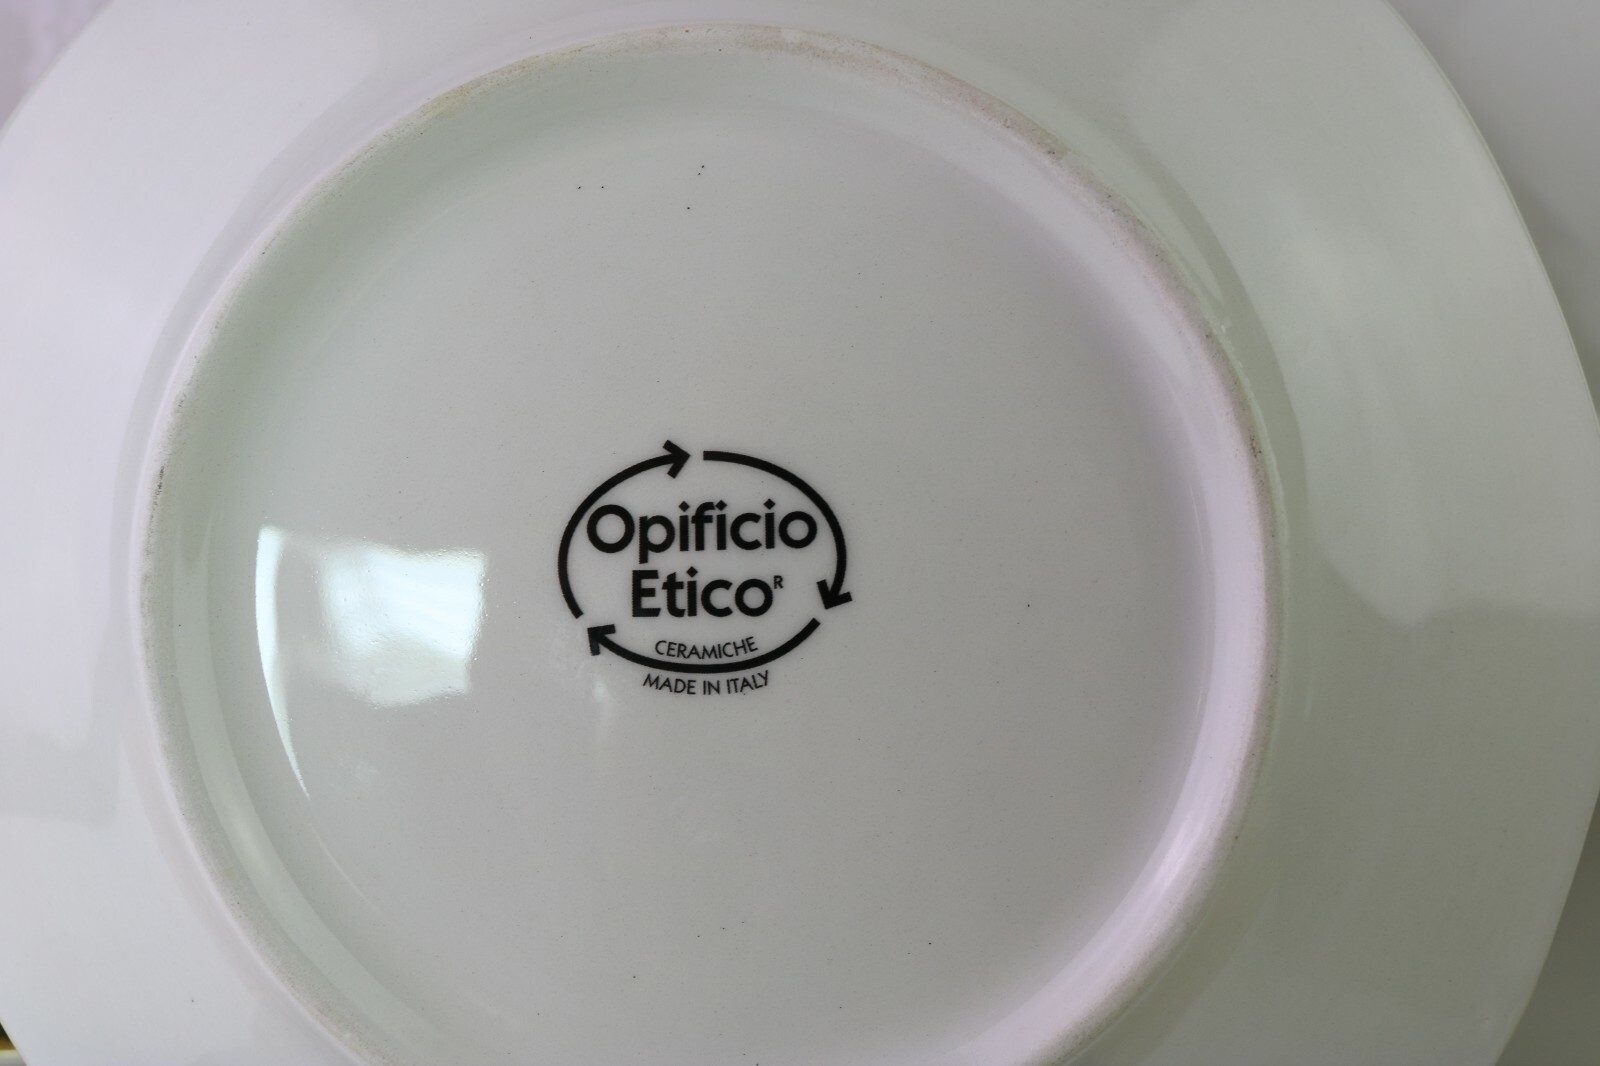 Opificio
Etico®
CERAMICHE
MADE IN ITALY